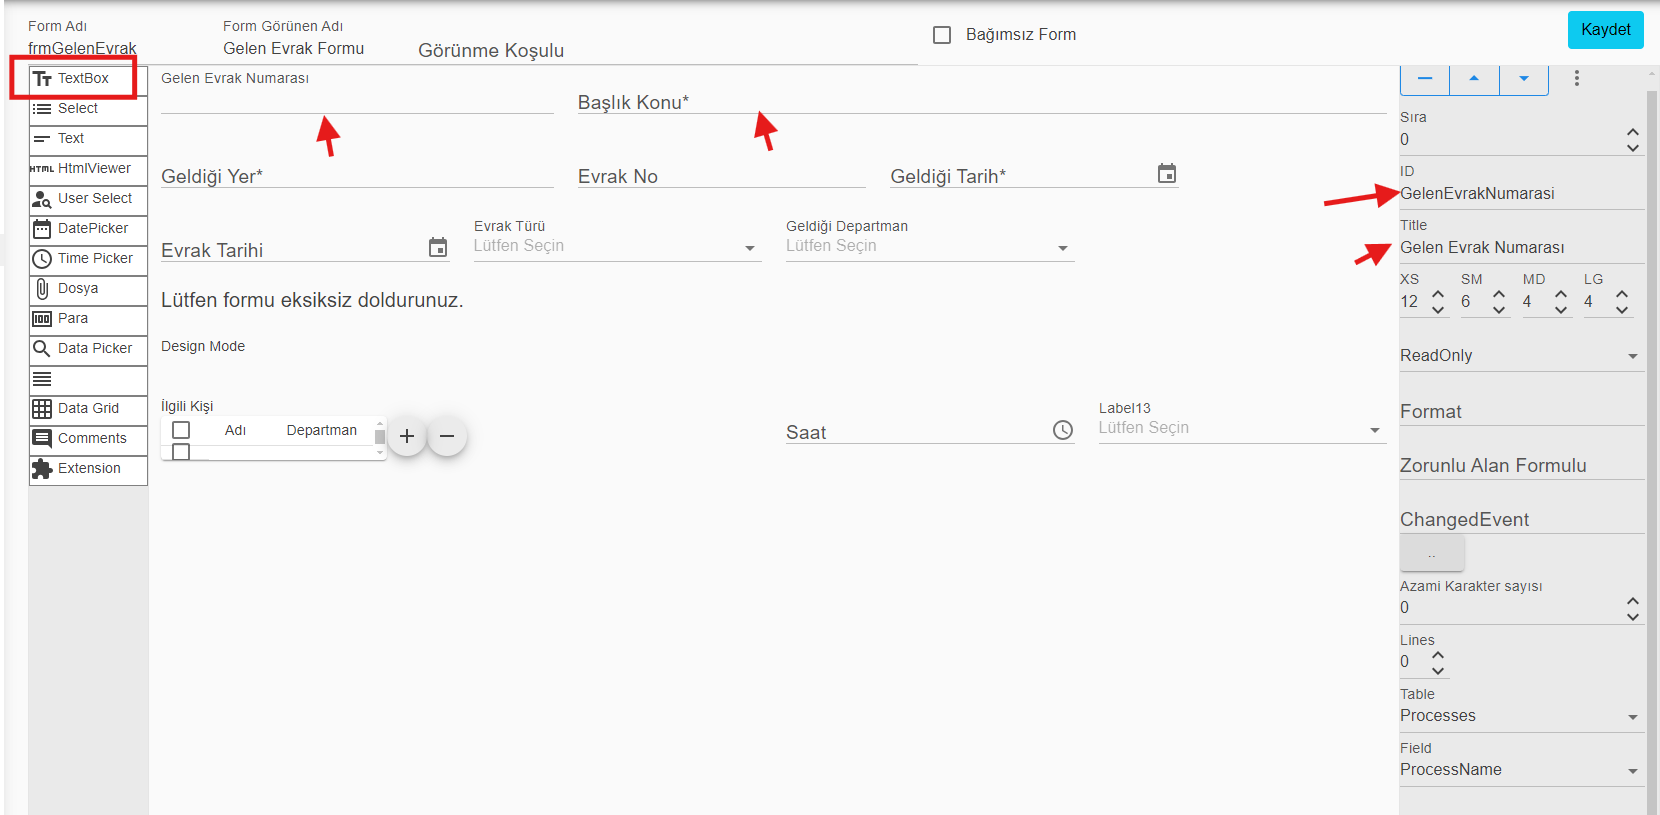 Form Adı
frmGelenEvrak
Form Görünen Adı
Gelen Evrak Formu
Görünme Koşulu
Bağımsız Form
Kaydet
TextBox
Select
Text
HTML HtmlViewer
User Select
DatePicker
Time Picker
Dosya
Para
Data Picker
Data Grid
Comments
Extension
Gelen Evrak Numarası
Başlık Konu*
Geldiği Yer*
Evrak No
Geldiği Tarih*
Evrak Tarihi
Evrak Türü
Lütfen Seçin
Geldiği Departman
Lütfen Seçin
Lütfen formu eksiksiz doldurunuz.
Design Mode
İlgili Kişi
Adı Departman
Saat
Label13
Lütfen Seçin
Sıra
0
ID
GelenEvrakNumarasi
Title
Gelen Evrak Numarası
XS SM MD LG
12 6 4 4
ReadOnly
Format
Zorunlu Alan Formulu
ChangedEvent
..
Azami Karakter sayısı
0
Lines
0
Table
Processes
Field
ProcessName